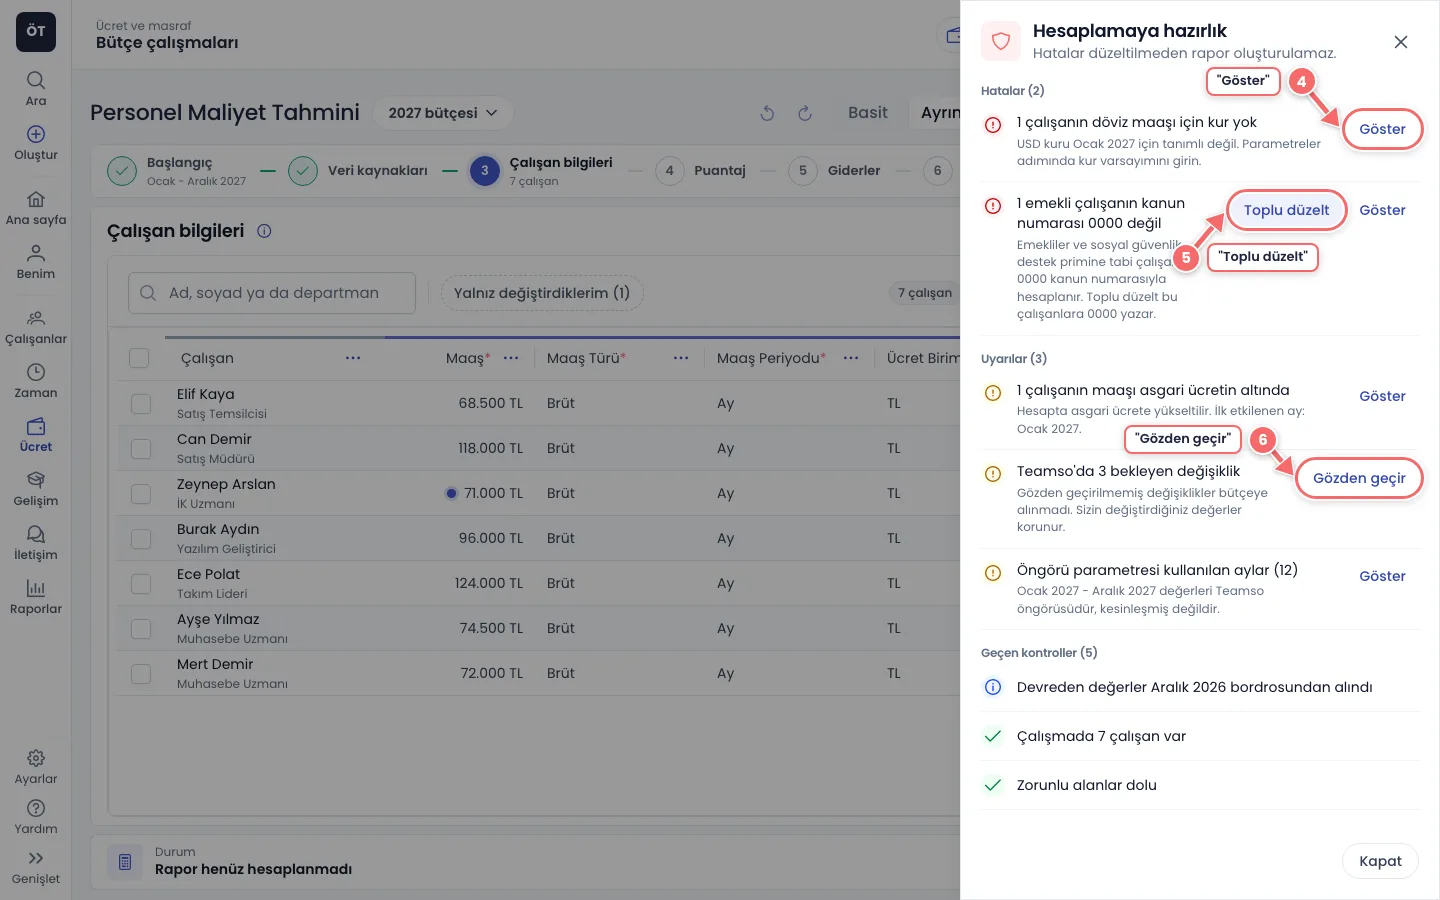 ÖT
Ara
Oluştur
Ana sayfa
Benim
Çalışanlar
Zaman
Ücret
Gelişim
İletişim
Raporlar
Ayarlar
Yardım
Genişlet
Ücret ve masraf
Bütçe çalışmaları
Personel Maliyet Tahmini
2027 bütçesi
Basit
Ayrın
Başlangıç
Ocak - Aralık 2027
Veri kaynakları
3
Çalışan bilgileri
7 çalışan
4
Puantaj
5
Giderler
6
Çalışan bilgileri
Ad, soyad ya da departman
Yalnız değiştirdiklerim (1)
7 çalışan
Çalışan
Maaş*
Maaş Türü*
Maaş Periyodu*
Ücret Birim
Elif Kaya
Satış Temsilcisi
68.500 TL Brüt Ay TL
Can Demir
Satış Müdürü
118.000 TL Brüt Ay TL
Zeynep Arslan
İK Uzmanı
71.000 TL Brüt Ay TL
Burak Aydın
Yazılım Geliştirici
96.000 TL Brüt Ay TL
Ece Polat
Takım Lideri
124.000 TL Brüt Ay TL
Ayşe Yılmaz
Muhasebe Uzmanı
74.500 TL Brüt Ay TL
Mert Demir
Muhasebe Uzmanı
72.000 TL Brüt Ay TL
Durum
Rapor henüz hesaplanmadı
Hesaplamaya hazırlık
Hatalar düzeltilmeden rapor oluşturulamaz.
Hatalar (2)
"Göster"
4
1 çalışanın döviz maaşı için kur yok
USD kuru Ocak 2027 için tanımlı değil. Parametreler
adımında kur varsayımını girin.
Göster
1 emekli çalışanın kanun
numarası 0000 değil
Emekliler ve sosyal güvenlik
destek primine tabi çalışa
0000 kanun numarasıyla
hesaplanır. Toplu düzelt bu
çalışanlara 0000 yazar.
Toplu düzelt
Göster
5
"Toplu düzelt"
Uyarılar (3)
1 çalışanın maaşı asgari ücretin altında
Hesapta asgari ücrete yükseltilir. İlk etkilenen ay:
Ocak 2027.
Göster
"Gözden geçir"
6
Teamso'da 3 bekleyen değişiklik
Gözden geçirilmemiş değişiklikler bütçeye
alınmadı. Sizin değiştirdiğiniz değerler
korunur.
Gözden geçir
Öngörü parametresi kullanılan aylar (12)
Ocak 2027 - Aralık 2027 değerleri Teamso
öngörüsüdür, kesinleşmiş değildir.
Göster
Geçen kontroller (5)
Devreden değerler Aralık 2026 bordrosundan alındı
Çalışmada 7 çalışan var
Zorunlu alanlar dolu
Kapat